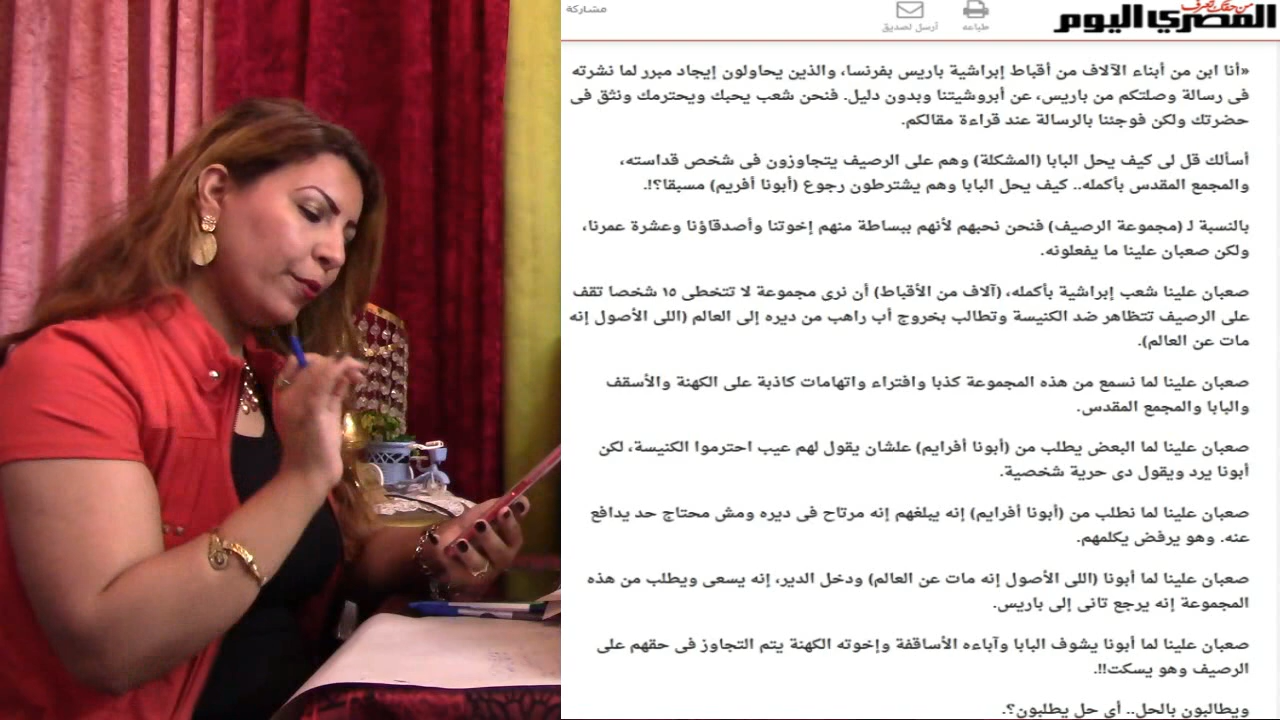 من حقك تعرف
المصري اليوم
طباعه
أرسل لصديق
مشاركة
«أنا ابن من أبناء الآلاف من أقباط إبراشية باريس بفرنسا، والذين يحاولون إيجاد مبرر لما نشرته
فى رسالة وصلتكم من باريس، عن أبروشيتنا وبدون دليل. فنحن شعب يحبك ويحترمك ونثق فى
حضرتك ولكن فوجئنا بالرسالة عند قراءة مقالكم.
أسألك قل لى كيف يحل البابا (المشكلة) وهم على الرصيف يتجاوزون فى شخص قداسته،
والمجمع المقدس بأكمله.. كيف يحل البابا وهم يشترطون رجوع (أبونا أفريم) مسبقا؟!.
بالنسبة لـ (مجموعة الرصيف) فنحن نحبهم لأنهم ببساطة منهم إخوتنا وأصدقاؤنا وعشرة عمرنا،
ولكن صعبان علينا ما يفعلونه.
صعبان علينا شعب إبراشية بأكمله، (آلاف من الأقباط) أن نرى مجموعة لا تتخطى ١٥ شخصا تقف
على الرصيف تتظاهر ضد الكنيسة وتطالب بخروج أب راهب من ديره إلى العالم (اللى الأصول إنه
مات عن العالم).
صعبان علينا لما نسمع من هذه المجموعة كذبا وافتراء واتهامات كاذبة على الكهنة والأسقف
والبابا والمجمع المقدس.
صعبان علينا لما البعض يطلب من (أبونا أفرايم) علشان يقول لهم عيب احترموا الكنيسة، لكن
أبونا يرد ويقول دى حرية شخصية.
صعبان علينا لما نطلب من (أبونا أفرايم) إنه يبلغهم إنه مرتاح فى ديره ومش محتاج حد يدافع
عنه. وهو يرفض يكلمهم.
صعبان علينا لما أبونا (اللى الأصول إنه مات عن العالم) ودخل الدير، إنه يسعى ويطلب من هذه
المجموعة إنه يرجع تانى إلى باريس.
صعبان علينا لما أبونا يشوف البابا وآباءه الأساقفة وإخوته الكهنة يتم التجاوز فى حقهم على
الرصيف وهو يسكت!!.
ويطالبون بالحل.. أي حل يطلبون؟.